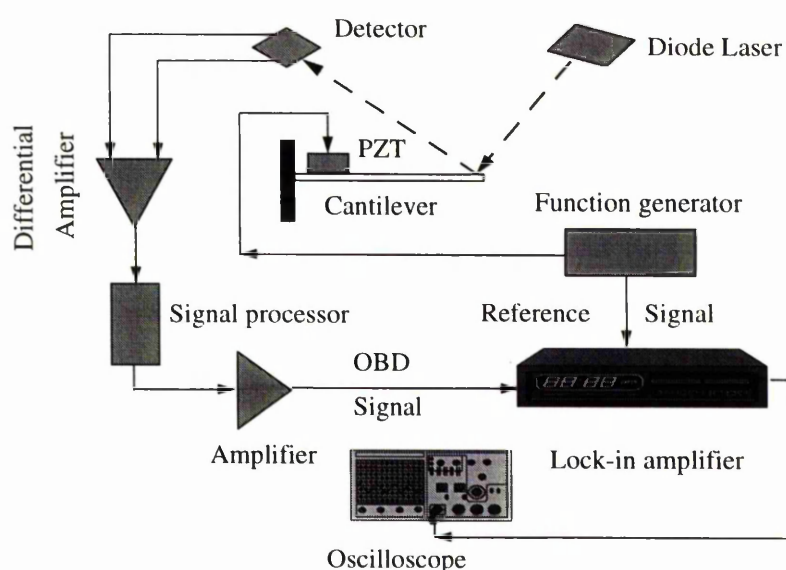 Detector
Diode Laser
PZT
Differential
Amplifier
Cantilever
Function generator
Signal processor
Reference Signal
OBD
Signal
Amplifier
Lock-in amplifier
Oscilloscope